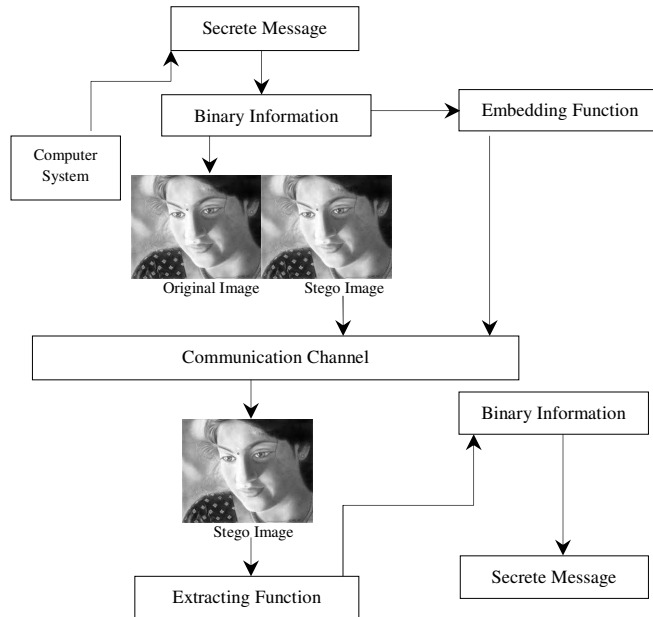 Secrete Message
Binary Information
Embedding Function
Computer
System
Original Image
Stego Image
Communication Channel
Binary Information
Stego Image
Secrete Message
Extracting Function